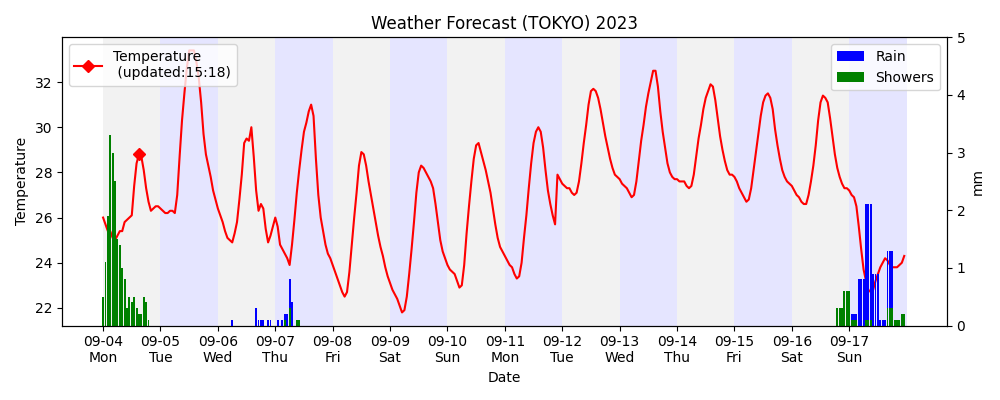 Weather Forecast (TOKYO) 2023
Temperature
(updated:15:18)
Rain
Showers
Temperature
32
30
28
26
24
22
5
4
3
2
1
0
mm
09-04 09-05 09-06 09-07 09-08 09-09 09-10 09-11 09-12 09-13 09-14 09-15 09-16 09-17
Mon Tue Wed Thu Fri Sat Sun Mon Tue Wed Thu Fri Sat Sun
Date